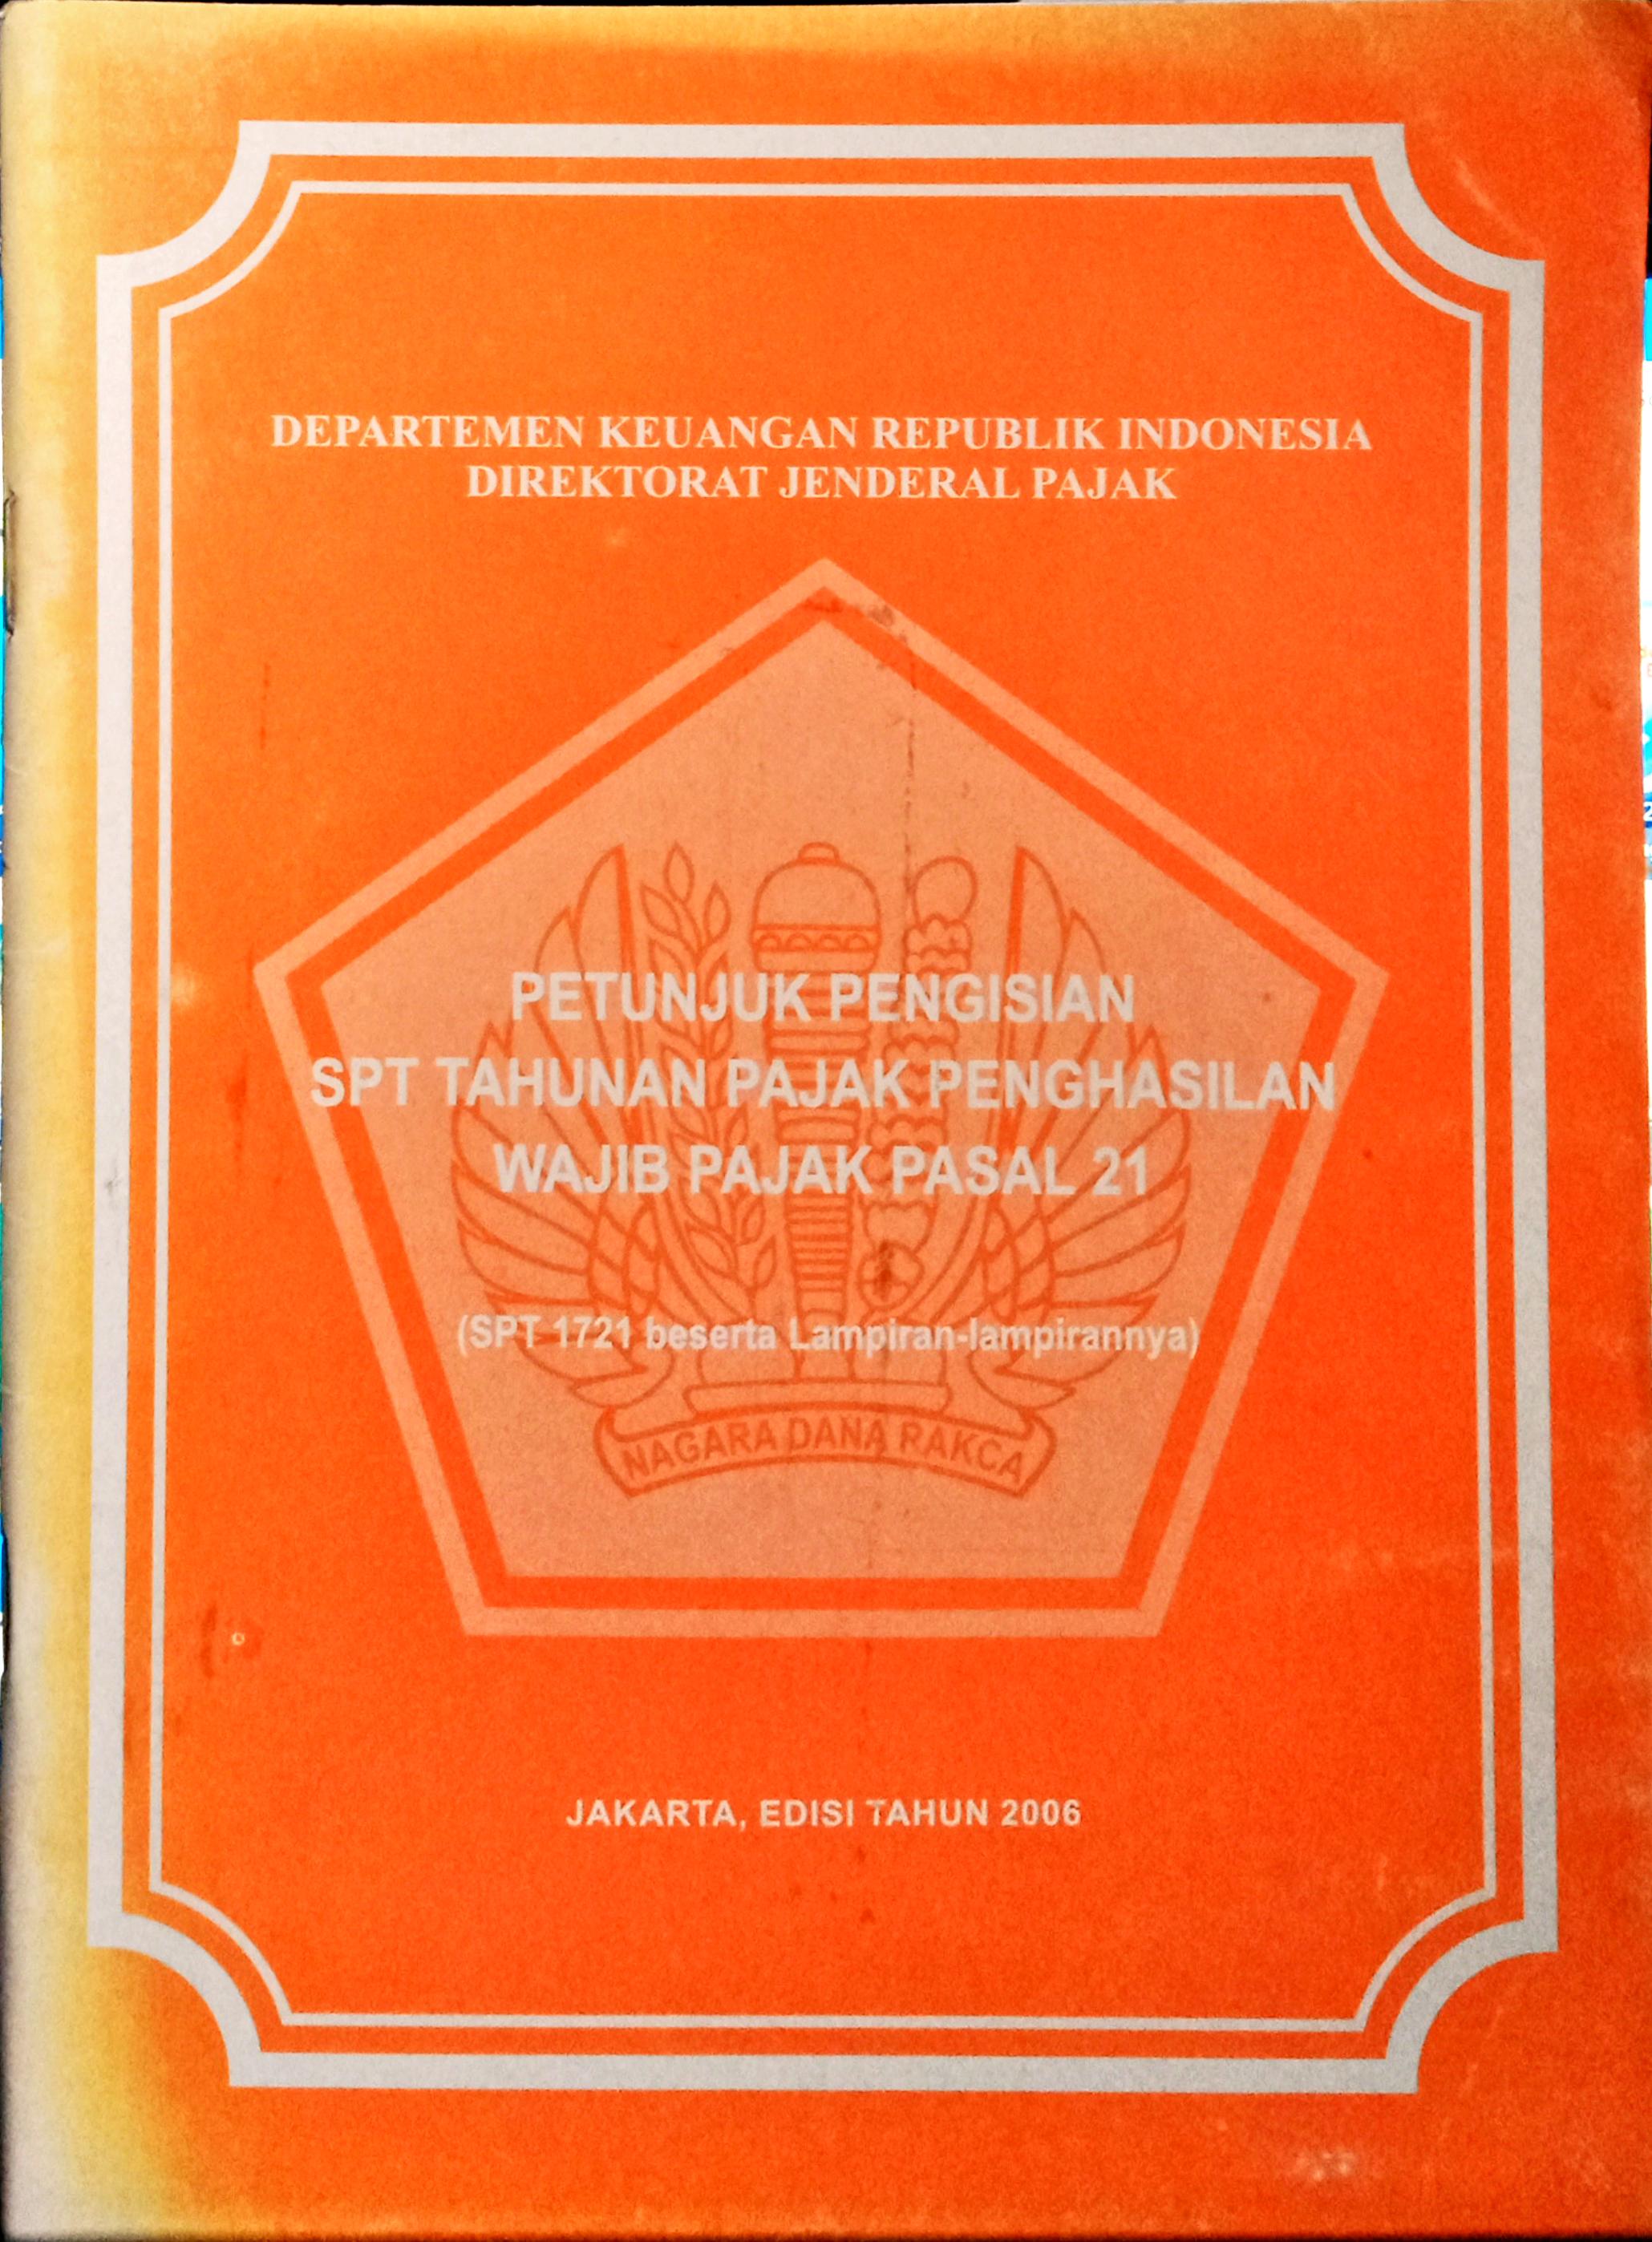 DEPARTEMEN KEUANGAN REPUBLIK INDONESIA
DIREKTORAT JENDERAL PAJAK
PETUNJUK PENGISIAN
SPT TAHUNAN PAJAK PENGHASILAN
WAJIB PAJAK PASAL 21
(SPT 1721 beserta Lampiran-lampirannya)
NAGARA DANA RAKCA
JAKARTA, EDISI TAHUN 2006